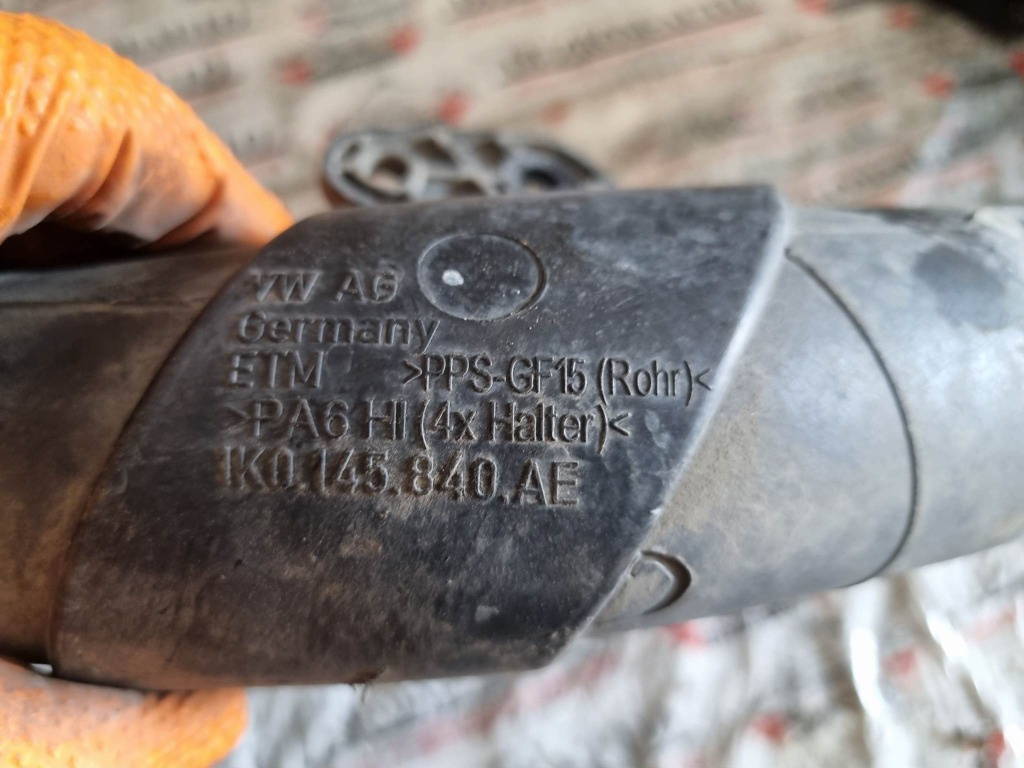 VW AG
Germany
ETM >PPS-GF15 (Rohr)<
>PA6 HI (4x Halter)<
1K0.145.840.AE